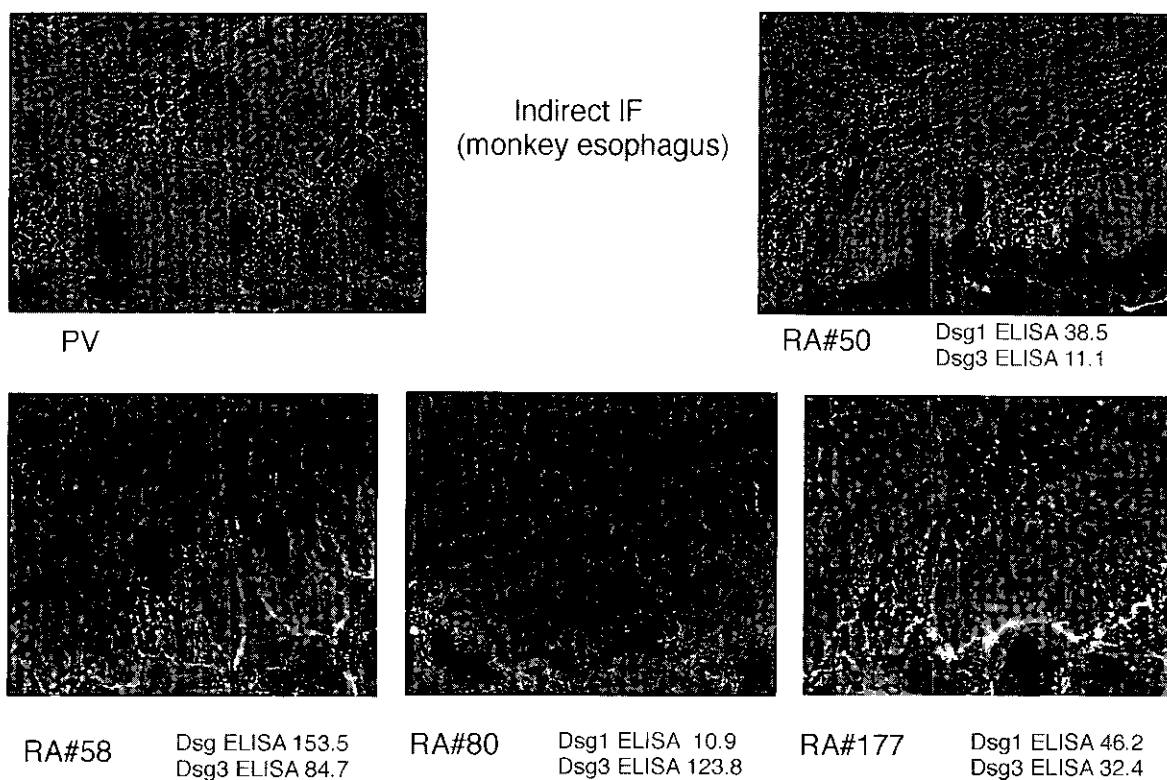 Indirect IF
(monkey esophagus)
PV
RA#50
Dsg1 ELISA 38.5
Dsg3 ELISA 11.1
RA#58
Dsg ELISA 153.5
Dsg3 ELISA 84.7
RA#80
Dsg1 ELISA 10.9
Dsg3 ELISA 123.8
RA#177
Dsg1 ELISA 46.2
Dsg3 ELISA 32.4